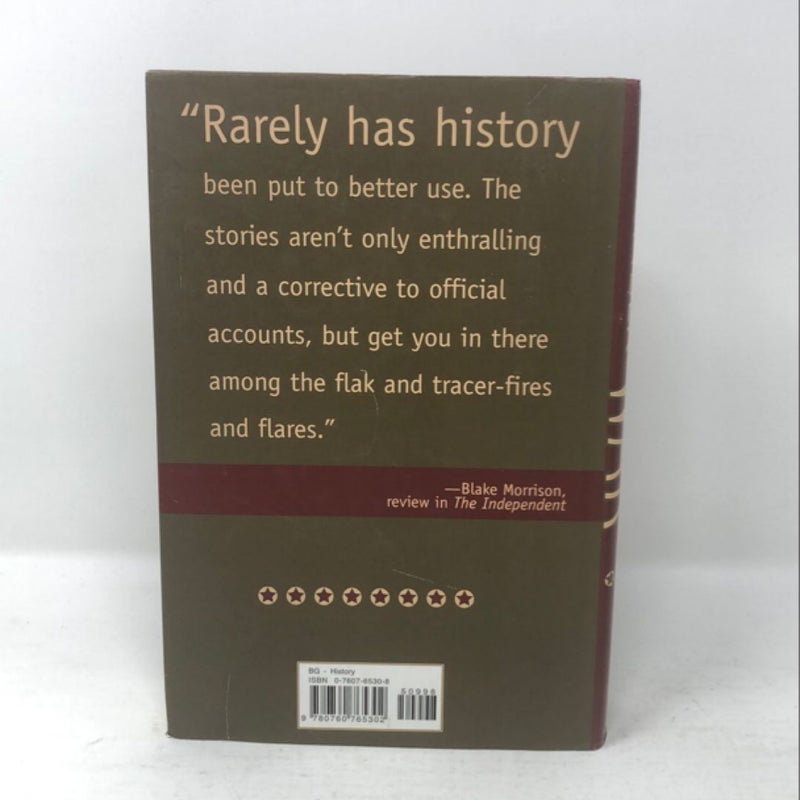 “Rarely has history
been put to better use. The
stories aren’t only enthralling
and a corrective to official
accounts, but get you in there
among the flak and tracer-fires
and flares.”
—Blake Morrison,
review in The Independent
BG - History
ISBN 0-7607-6530-8
50998
9 780760 765302